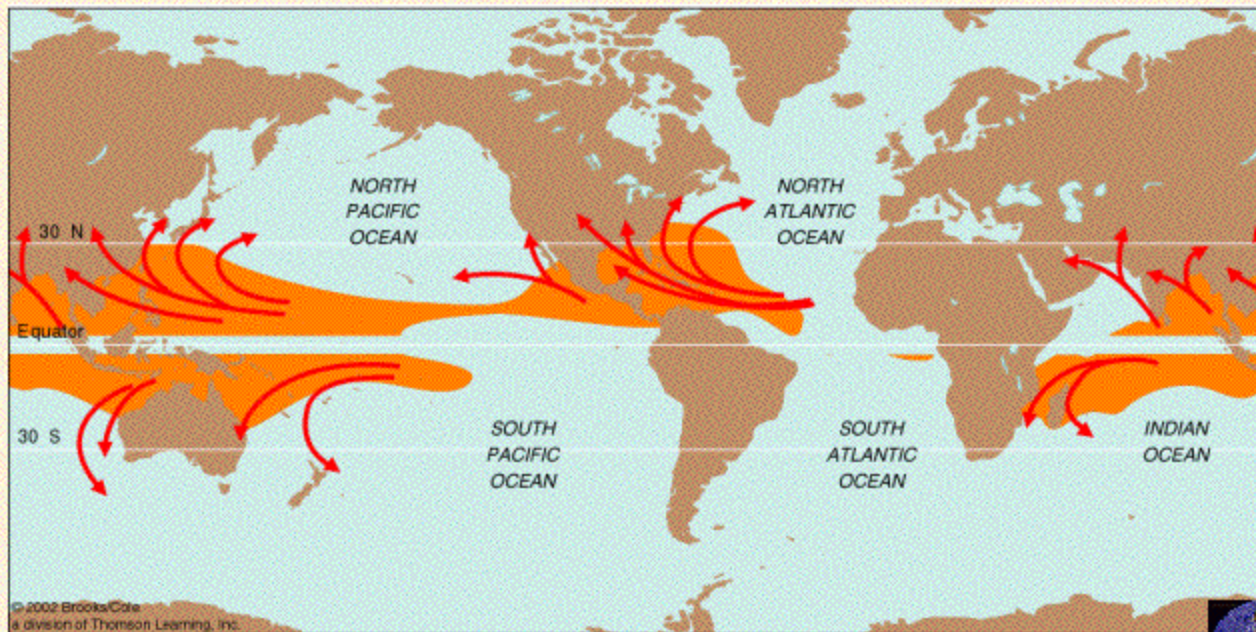 NORTH
PACIFIC
OCEAN
NORTH
ATLANTIC
OCEAN
30 N
Equator
30 S
SOUTH
PACIFIC
OCEAN
SOUTH
ATLANTIC
OCEAN
INDIAN
OCEAN
© 2002 Brooks/Cole
a division of Thomson Learning, Inc.